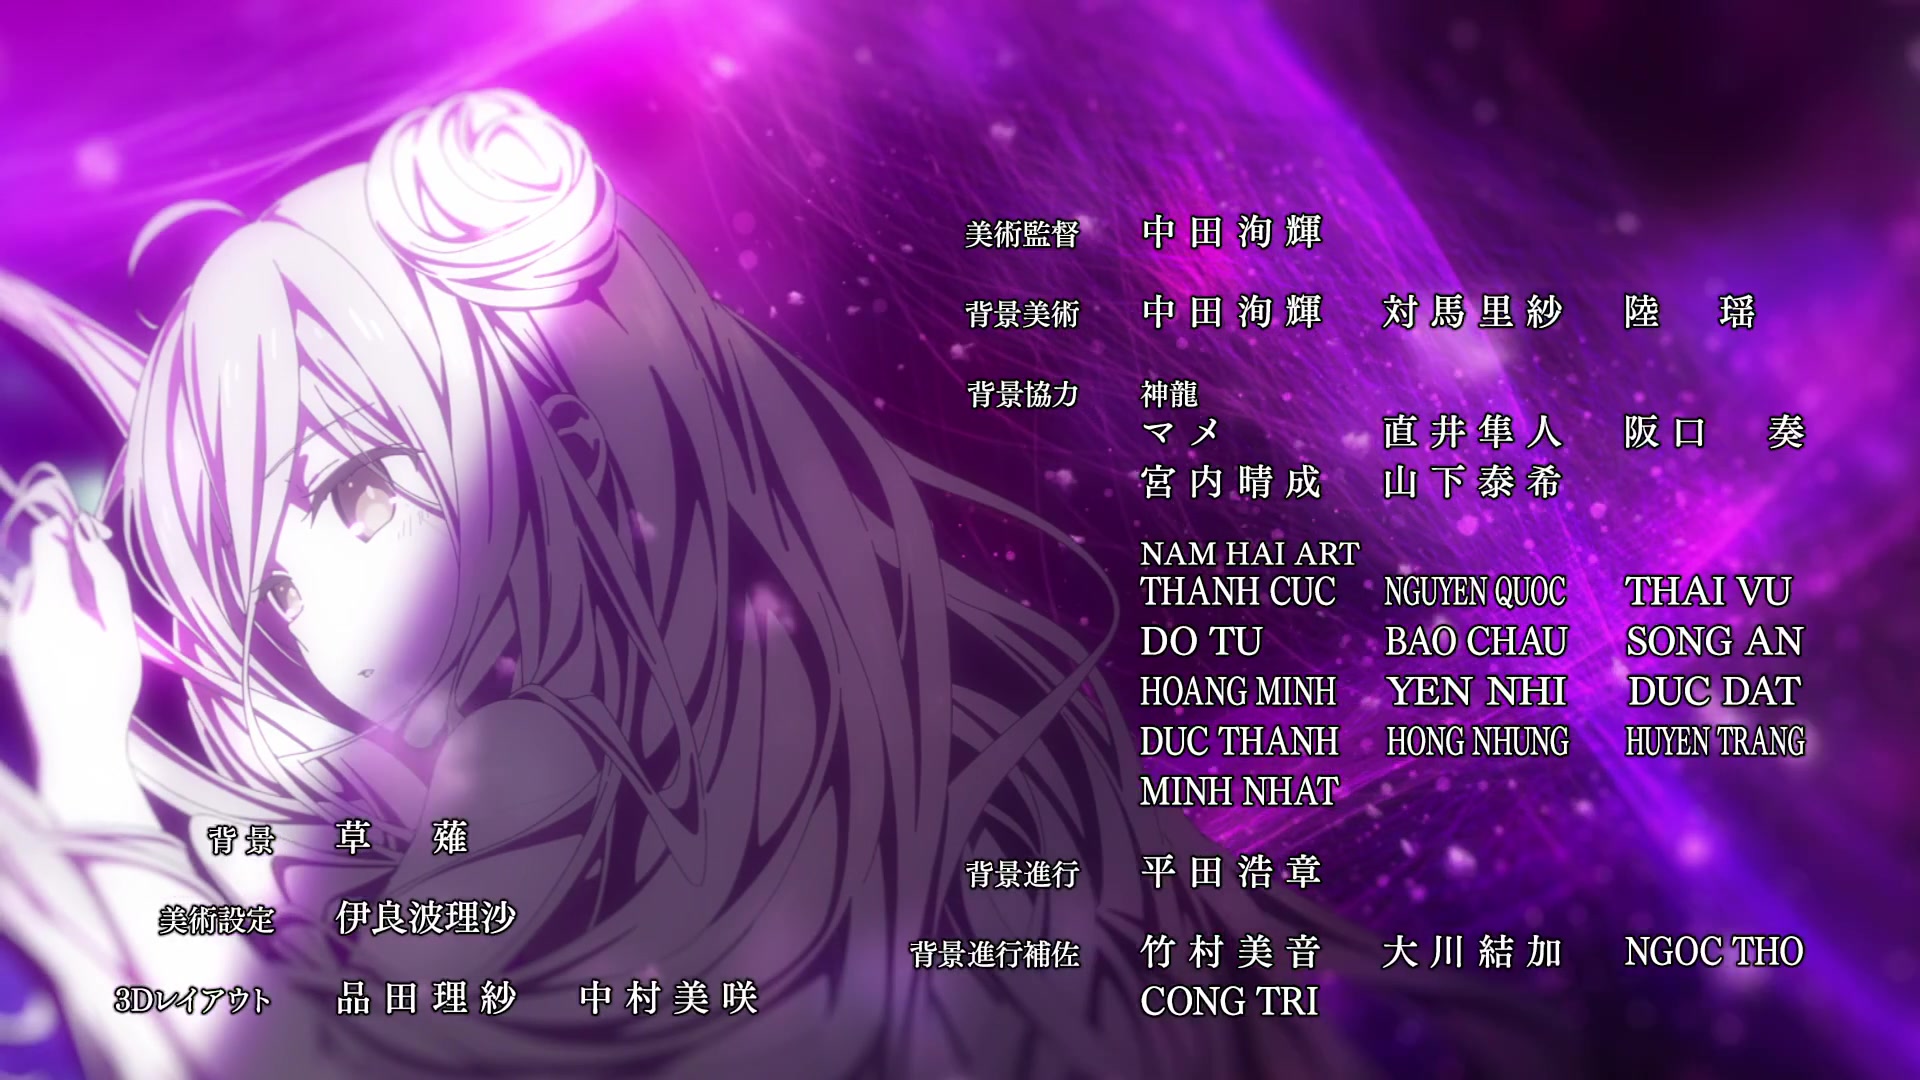 美術監督 中田洵輝
背景美術 中田洵輝 対馬里紗 陸 瑶
背景協力 神龍
マメ 直井隼人 阪口 奏
宮内晴成 山下泰希
NAM HAI ART
THANH CUC NGUYEN QUOC THAI VU
DO TU BAO CHAU SONG AN
HOANG MINH YEN NHI DUC DAT
DUC THANH HONG NHUNG HUYEN TRANG
MINH NHAT
背景進行 平田浩章
背景進行補佐 竹村美音 大川結加 NGOC THO
CONG TRI
背景 草 薙
美術設定 伊良波理沙
3Dレイアウト 品田理紗 中村美咲